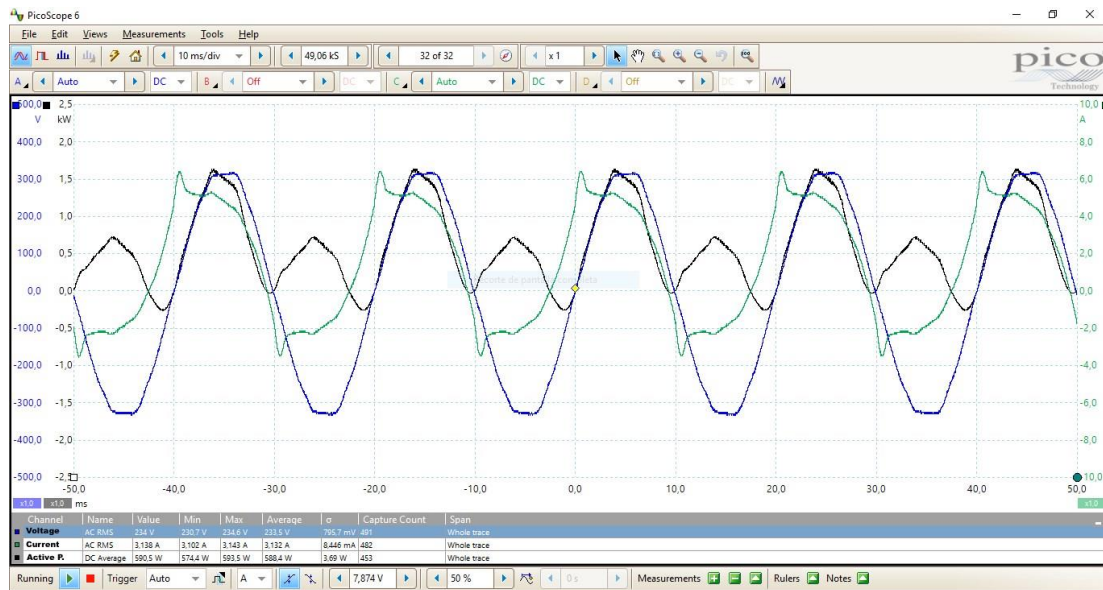 PicoScope 6
File Edit Views Measurements Tools Help
10 ms/div 49,06 kS 32 of 32 x 1
pico
Technology
A Auto DC B Off DC C Auto DC D Off DC
500,0 2,5 10,0
V kW A
400,0 2,0 8,0
300,0 1,5 6,0
200,0 1,0 4,0
100,0 0,5 2,0
0,0 0,0 0,0
-100,0 -0,5 -2,0
-200,0 -1,0 -4,0
-300,0 -1,5 -6,0
-400,0 -2,0 -8,0
-500,0 -2,5 10,0
-50,0 -40,0 -30,0 -20,0 -10,0 0,0 10,0 20,0 30,0 40,0 50,0
x1,0 x1,0 ms x1,0
Channel Name Value Min Max Average σ Capture Count Span
Voltage AC RMS 234 V 230,7 V 234,6 V 233,5 V 795,7 mV 491 Whole trace
Current AC RMS 3,138 A 3,102 A 3,143 A 3,132 A 8,446 mA 482 Whole trace
Active P. DC Average 590,5 W 574,4 W 593,5 W 588,4 W 3,69 W 453 Whole trace
Running Trigger Auto A 7,874 V 50 % 0 s Measurements Rulers Notes